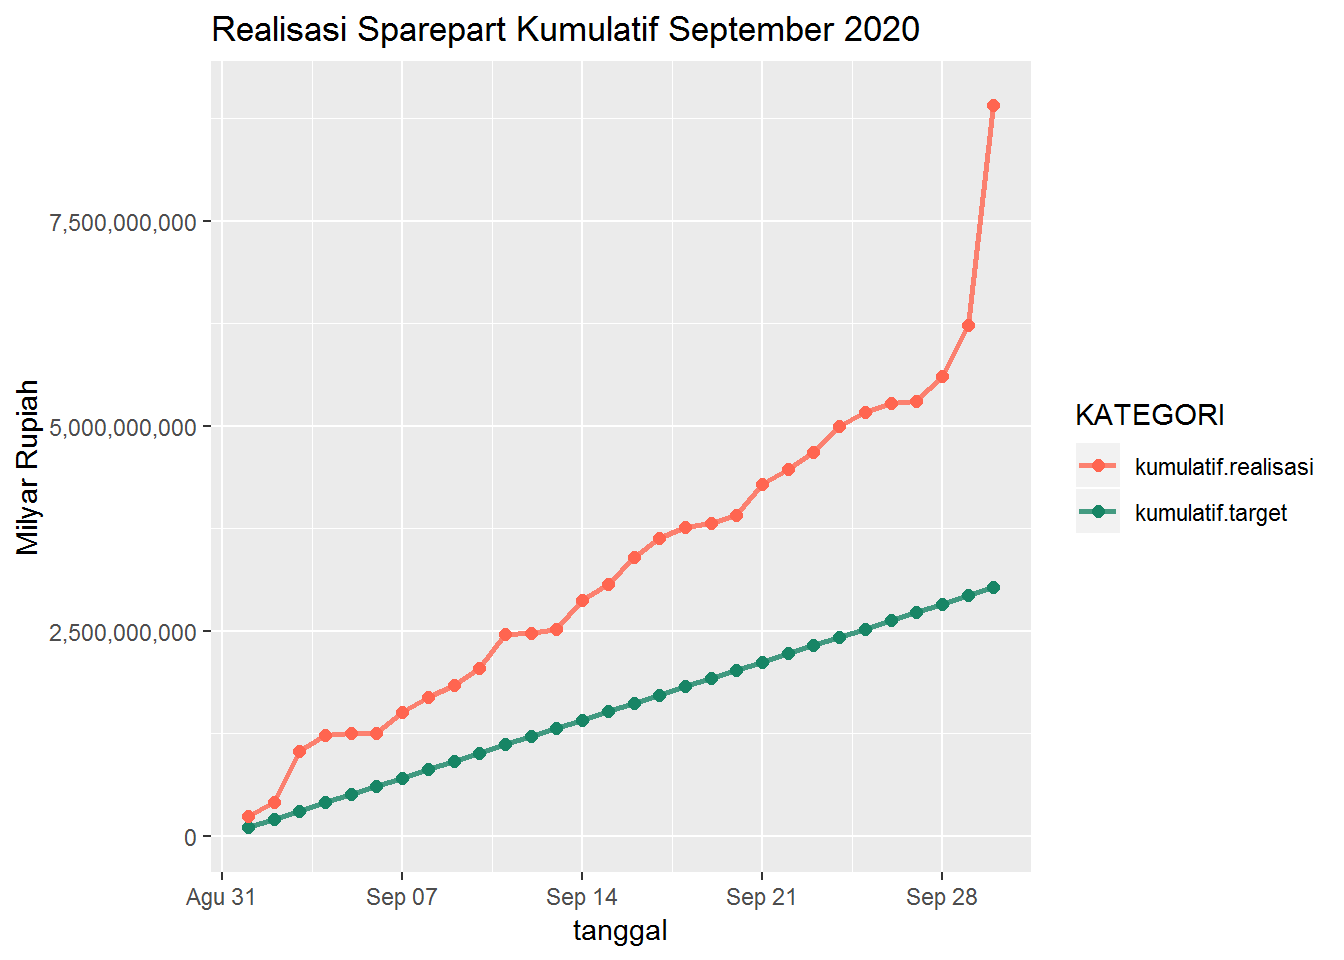 Realisasi Sparepart Kumulatif September 2020
Milyar Rupiah
7,500,000,000
5,000,000,000
2,500,000,000
0
Agu 31
Sep 07
Sep 14
Sep 21
Sep 28
tanggal
KATEGORI
kumulatif.realisasi
kumulatif.target